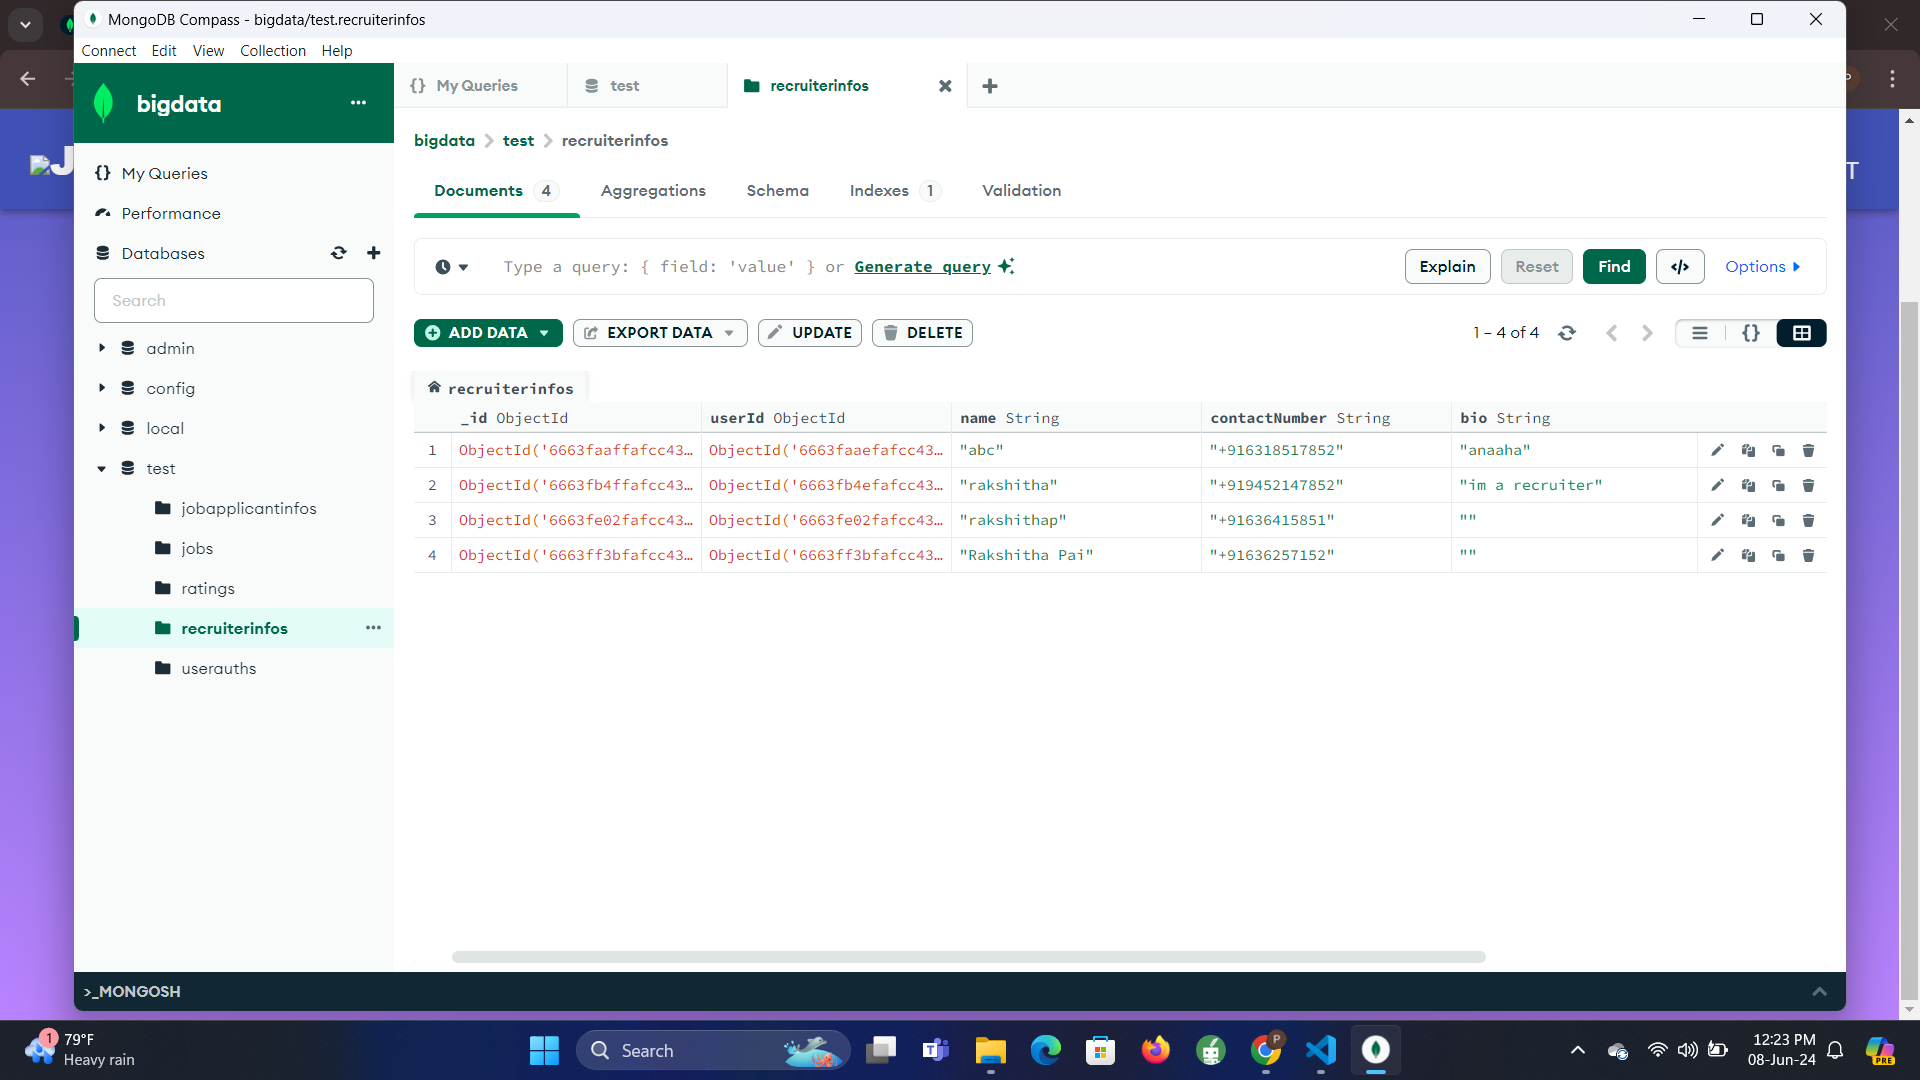 MongoDB Compass - bigdata/test.recruiterinfos
Connect Edit View Collection Help
bigdata
My Queries
test
recruiterinfos
My Queries
Performance
Databases
Search
admin
config
local
test
jobapplicantinfos
jobs
ratings
recruiterinfos
userauths
bigdata > test > recruiterinfos
Documents 4 Aggregations Schema Indexes 1 Validation
Type a query: { field: 'value' } or Generate query
Explain Reset Find </> Options
ADD DATA EXPORT DATA UPDATE DELETE
1 – 4 of 4
{}
recruiterinfos
_id ObjectId userId ObjectId name String contactNumber String bio String
1 ObjectId('6663faaffafcc43… ObjectId('6663faaefafcc43… "abc" "+916318517852" "anaaha"
2 ObjectId('6663fb4ffafcc43… ObjectId('6663fb4efafcc43… "rakshitha" "+919452147852" "im a recruiter"
3 ObjectId('6663fe02fafcc43… ObjectId('6663fe02fafcc43… "rakshithap" "+91636415851" ""
4 ObjectId('6663ff3bfafcc43… ObjectId('6663ff3bfafcc43… "Rakshitha Pai" "+91636257152" ""
>_MONGOSH
J
T
P
1
79°F
Heavy rain
Search
P
PRE
12:23 PM
08-Jun-24